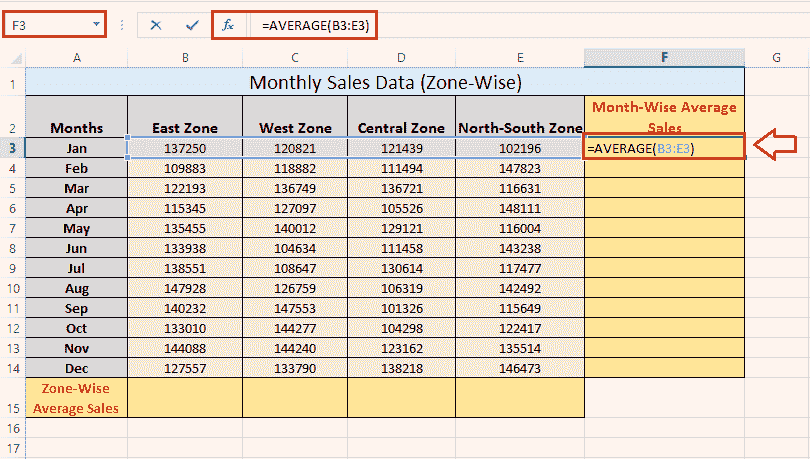 F3 fx =AVERAGE(B3:E3)
A B C D E F G
1 Monthly Sales Data (Zone-Wise)
2 Months East Zone West Zone Central Zone North-South Zone Month-Wise Average Sales
3 Jan 137250 120821 121439 102196 =AVERAGE(B3:E3)
4 Feb 109883 118882 111494 147823
5 Mar 122193 136749 136721 116631
6 Apr 115345 127097 105526 148111
7 May 135455 140012 129121 116004
8 Jun 133938 104634 111458 143238
9 Jul 138551 108647 130614 117477
10 Aug 147928 126759 106319 142492
11 Sep 140232 147553 101326 115649
12 Oct 133010 144277 104298 122417
13 Nov 144088 144240 123162 135514
14 Dec 127557 133790 138218 146473
15 Zone-Wise Average Sales
16
17